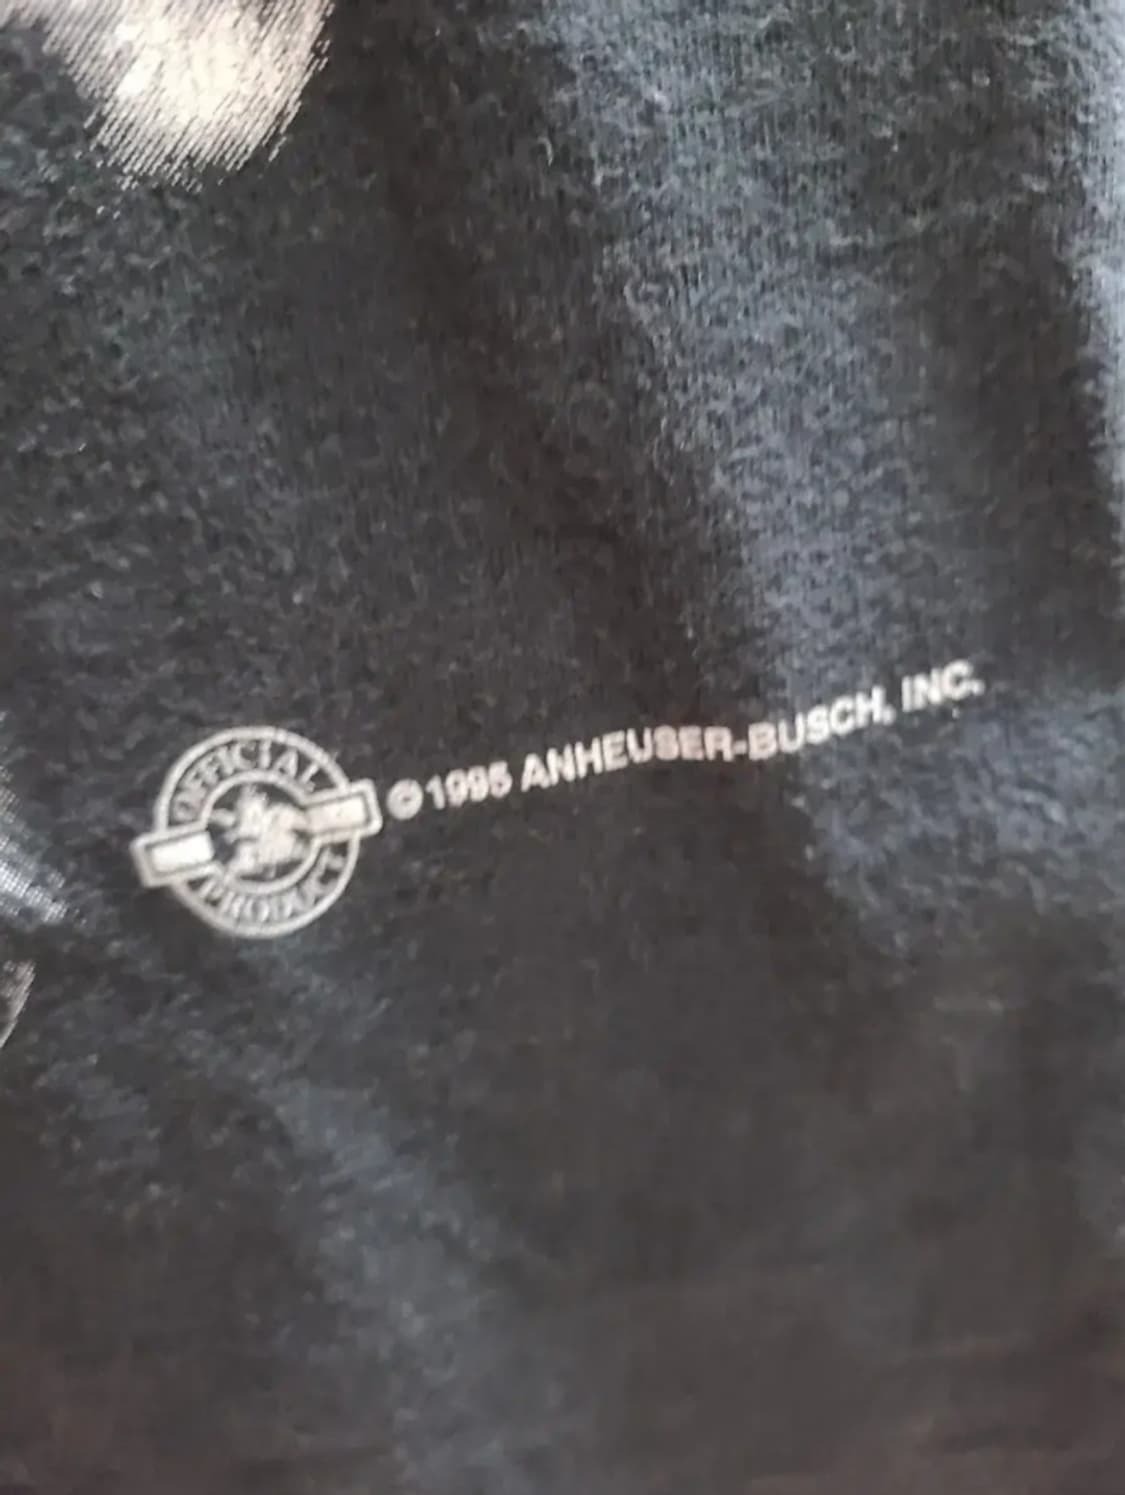 OFFICIAL
PRODUCT
©1995 ANHEUSER-BUSCH, INC.